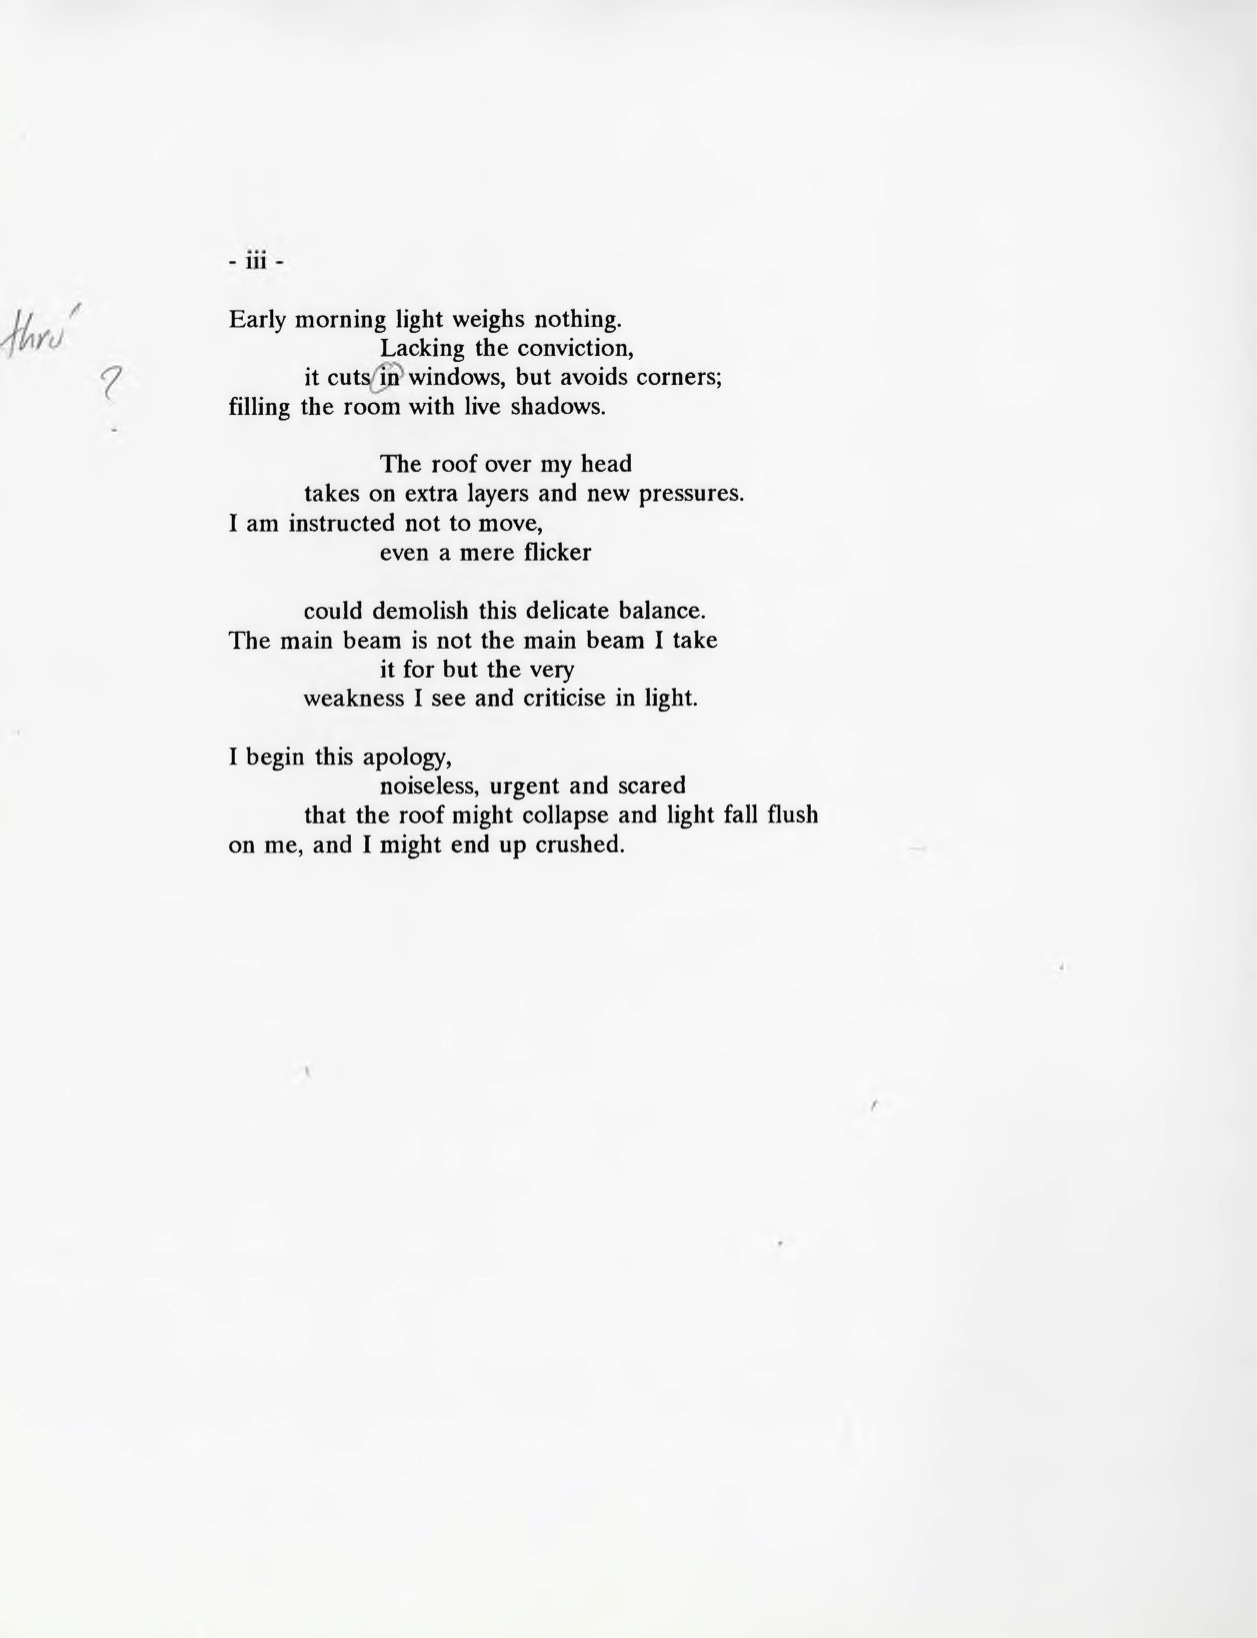 - iii -
thru'
Early morning light weighs nothing.
Lacking the conviction,
?
it cuts in windows, but avoids corners;
filling the room with live shadows.
The roof over my head
takes on extra layers and new pressures.
I am instructed not to move,
even a mere flicker
could demolish this delicate balance.
The main beam is not the main beam I take
it for but the very
weakness I see and criticise in light.
I begin this apology,
noiseless, urgent and scared
that the roof might collapse and light fall flush
on me, and I might end up crushed.